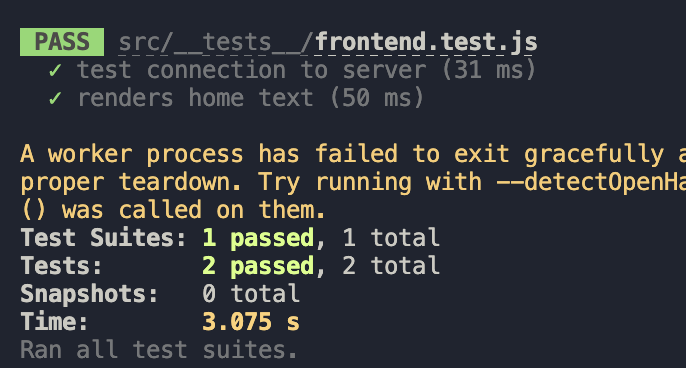 PASS src/__tests__/frontend.test.js
✓ test connection to server (31 ms)
✓ renders home text (50 ms)
A worker process has failed to exit gracefully a
proper teardown. Try running with --detectOpenHa
() was called on them.
Test Suites: 1 passed, 1 total
Tests: 2 passed, 2 total
Snapshots: 0 total
Time: 3.075 s
Ran all test suites.